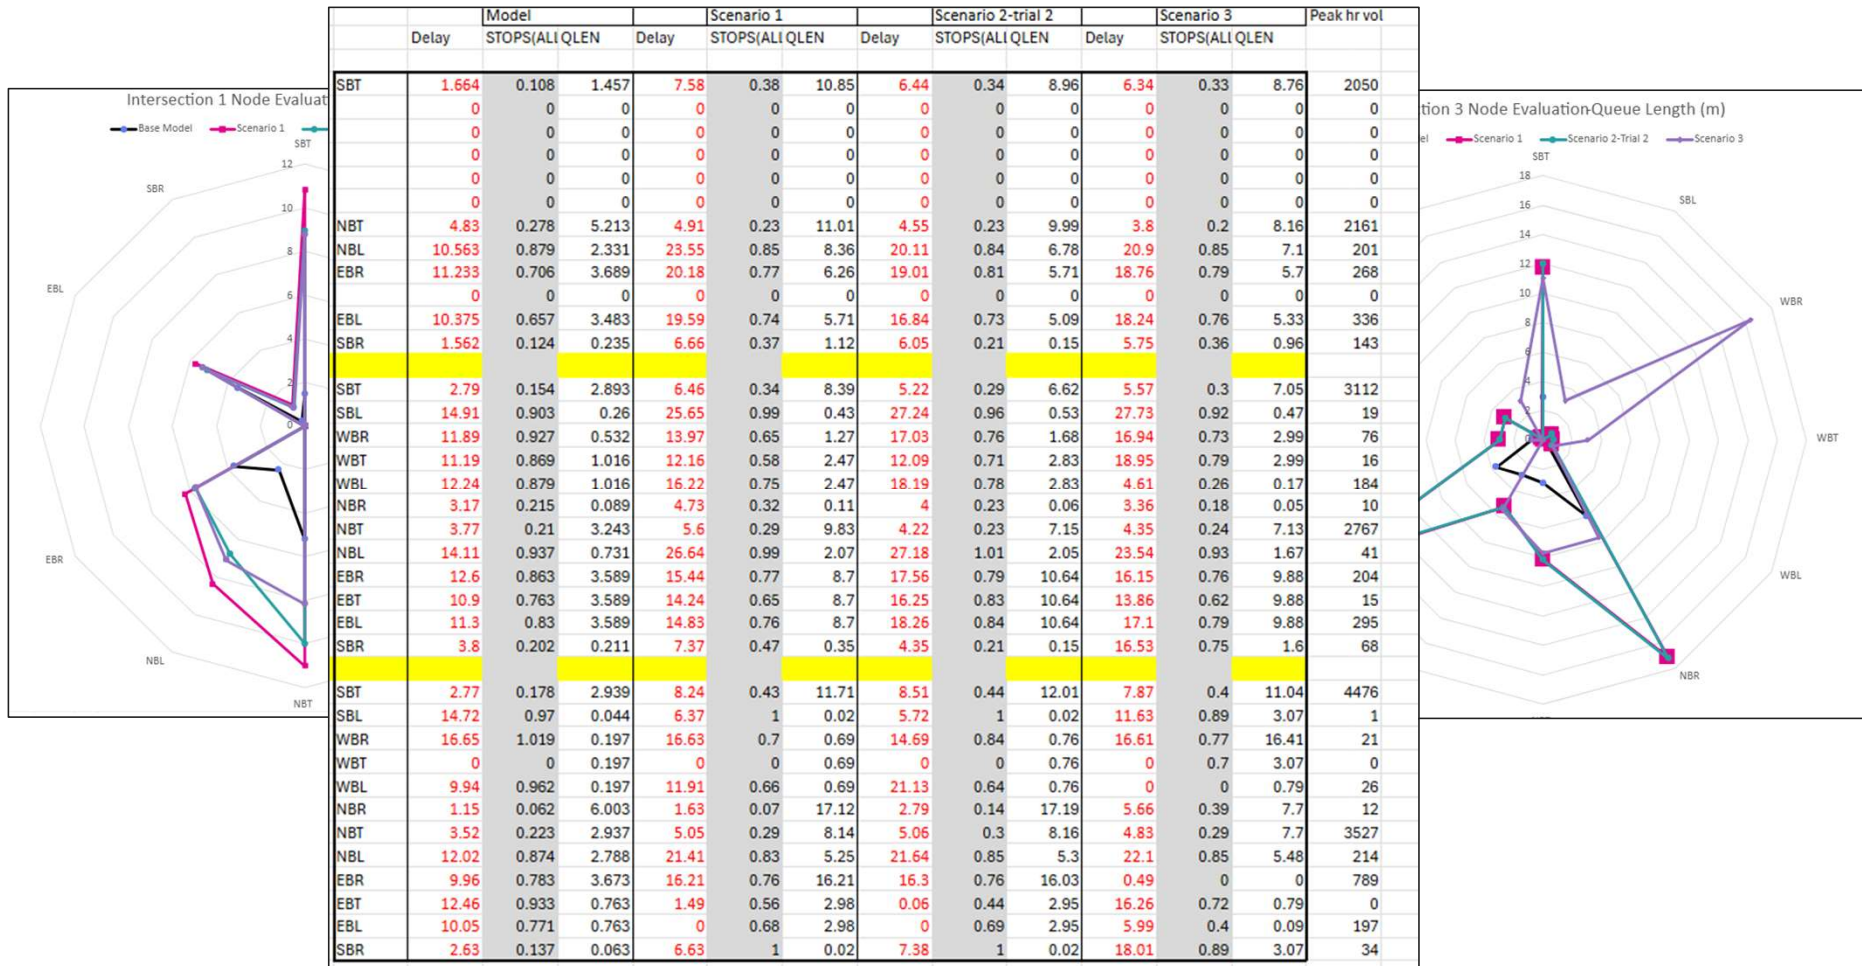 Model Scenario 1 Scenario 2-trial 2 Scenario 3 Peak hr vol
Delay STOPS(ALL QLEN Delay STOPS(ALL QLEN Delay STOPS(ALL QLEN Delay STOPS(ALL QLEN
SBT 1.664 0.108 1.457 7.58 0.38 10.85 6.44 0.34 8.96 6.34 0.33 8.76 2050
0 0 0 0 0 0 0 0 0 0 0 0 0
0 0 0 0 0 0 0 0 0 0 0 0 0
0 0 0 0 0 0 0 0 0 0 0 0 0
0 0 0 0 0 0 0 0 0 0 0 0 0
0 0 0 0 0 0 0 0 0 0 0 0 0
NBT 4.83 0.278 5.213 4.91 0.23 11.01 4.55 0.23 9.99 3.8 0.2 8.16 2161
NBL 10.563 0.879 2.331 23.55 0.85 8.36 20.11 0.84 6.78 20.9 0.85 7.1 201
EBR 11.233 0.706 3.689 20.18 0.77 6.26 19.01 0.81 5.71 18.76 0.79 5.7 268
0 0 0 0 0 0 0 0 0 0 0 0 0
EBL 10.375 0.657 3.483 19.59 0.74 5.71 16.84 0.73 5.09 18.24 0.76 5.33 336
SBR 1.562 0.124 0.235 6.66 0.37 1.12 6.05 0.21 0.15 5.75 0.36 0.96 143
SBT 2.79 0.154 2.893 6.46 0.34 8.39 5.22 0.29 6.62 5.57 0.3 7.05 3112
SBL 14.91 0.903 0.26 25.65 0.99 0.43 27.24 0.96 0.53 27.73 0.92 0.47 19
WBR 11.89 0.927 0.532 13.97 0.65 1.27 17.03 0.76 1.68 16.94 0.73 2.99 76
WBT 11.19 0.869 1.016 12.16 0.58 2.47 12.09 0.71 2.83 18.95 0.79 2.99 16
WBL 12.24 0.879 1.016 16.22 0.75 2.47 18.19 0.78 2.83 4.61 0.26 0.17 184
NBR 3.17 0.215 0.089 4.73 0.32 0.11 4 0.23 0.06 3.36 0.18 0.05 10
NBT 3.77 0.21 3.243 5.6 0.29 9.83 4.22 0.23 7.15 4.35 0.24 7.13 2767
NBL 14.11 0.937 0.731 26.64 0.99 2.07 27.18 1.01 2.05 23.54 0.93 1.67 41
EBR 12.6 0.863 3.589 15.44 0.77 8.7 17.56 0.79 10.64 16.15 0.76 9.88 204
EBT 10.9 0.763 3.589 14.24 0.65 8.7 16.25 0.83 10.64 13.86 0.62 9.88 15
EBL 11.3 0.83 3.589 14.83 0.76 8.7 18.26 0.84 10.64 17.1 0.79 9.88 295
SBR 3.8 0.202 0.211 7.37 0.47 0.35 4.35 0.21 0.15 16.53 0.75 1.6 68
SBT 2.77 0.178 2.939 8.24 0.43 11.71 8.51 0.44 12.01 7.87 0.4 11.04 4476
SBL 14.72 0.97 0.044 6.37 1 0.02 5.72 1 0.02 11.63 0.89 3.07 1
WBR 16.65 1.019 0.197 16.63 0.7 0.69 14.69 0.84 0.76 16.61 0.77 16.41 21
WBT 0 0 0.197 0 0 0.69 0 0 0.76 0 0.7 3.07 0
WBL 9.94 0.962 0.197 11.91 0.66 0.69 21.13 0.64 0.76 0 0 0.79 26
NBR 1.15 0.062 6.003 1.63 0.07 17.12 2.79 0.14 17.19 5.66 0.39 7.7 12
NBT 3.52 0.223 2.937 5.05 0.29 8.14 5.06 0.3 8.16 4.83 0.29 7.7 3527
NBL 12.02 0.874 2.788 21.41 0.83 5.25 21.64 0.85 5.3 22.1 0.85 5.48 214
EBR 9.96 0.783 3.673 16.21 0.76 16.21 16.3 0.76 16.03 0.49 0 0 789
EBT 12.46 0.933 0.763 1.49 0.56 2.98 0.06 0.44 2.95 16.26 0.72 0.79 0
EBL 10.05 0.771 0.763 0 0.68 2.98 0 0.69 2.95 5.99 0.4 0.09 197
SBR 2.63 0.137 0.063 6.63 1 0.02 7.38 1 0.02 18.01 0.89 3.07 34
Intersection 1 Node Evaluat
Base Model Scenario 1
SBT
12
SBR
10
8
EBL
6
4
2
0
EBR
NBL
NBT
ction 3 Node Evaluation-Queue Length (m)
el Scenario 1 Scenario 2-Trial 2 Scenario 3
SBT
18
SBL
16
14
12
WBR
10
8
6
4
2
0
WBT
WBL
NBR